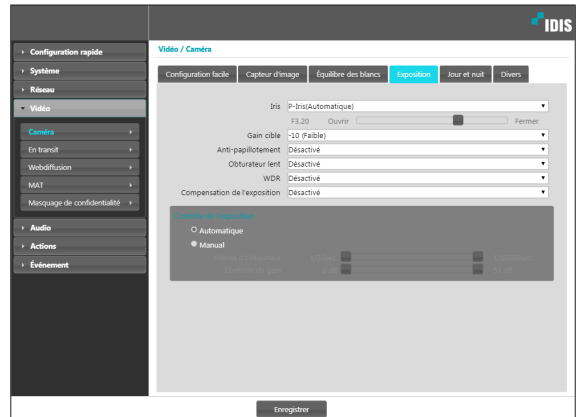 IDIS
Configuration rapide
Système
Réseau
Vidéo
Caméra
En transit
Webdiffusion
MAT
Masquage de confidentialité
Audio
Actions
Événement
Vidéo / Caméra
Configuration facile Capteur d'image Équilibre des blancs Exposition Jour et nuit Divers
Iris P-Iris(Automatique)
F3.20 Ouvrir Fermer
Gain cible -10 (Faible)
Anti-papillotement Désactivé
Obturateur lent Désactivé
WDR Désactivé
Compensation de l'exposition Désactivé
Automatique
Manual
Enregistrer